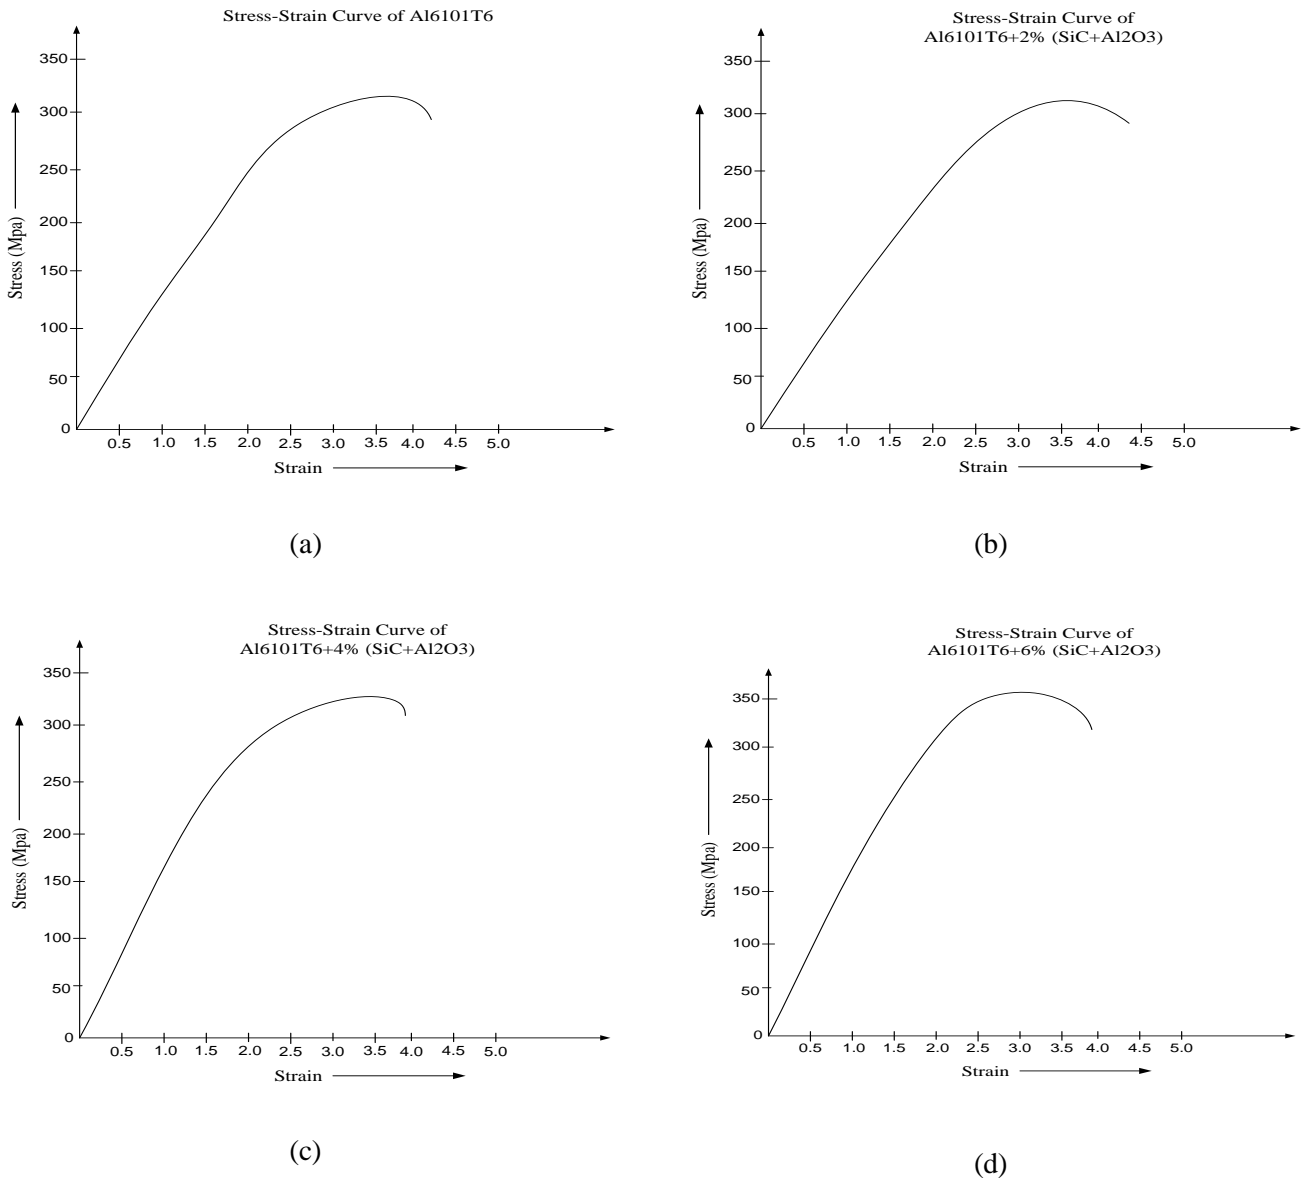 Stress-Strain Curve of Al6101T6
350
300
250
200
150
100
50
0
Stress (Mpa)
0.5 1.0 1.5 2.0 2.5 3.0 3.5 4.0 4.5 5.0
Strain
(a)
Stress-Strain Curve of
Al6101T6+2% (SiC+Al2O3)
350
300
250
200
150
100
50
0
Stress (Mpa)
0.5 1.0 1.5 2.0 2.5 3.0 3.5 4.0 4.5 5.0
Strain
(b)
Stress-Strain Curve of
Al6101T6+4% (SiC+Al2O3)
350
300
250
200
150
100
50
0
Stress (Mpa)
0.5 1.0 1.5 2.0 2.5 3.0 3.5 4.0 4.5 5.0
Strain
(c)
Stress-Strain Curve of
Al6101T6+6% (SiC+Al2O3)
350
300
250
200
150
100
50
0
Stress (Mpa)
0.5 1.0 1.5 2.0 2.5 3.0 3.5 4.0 4.5 5.0
Strain
(d)